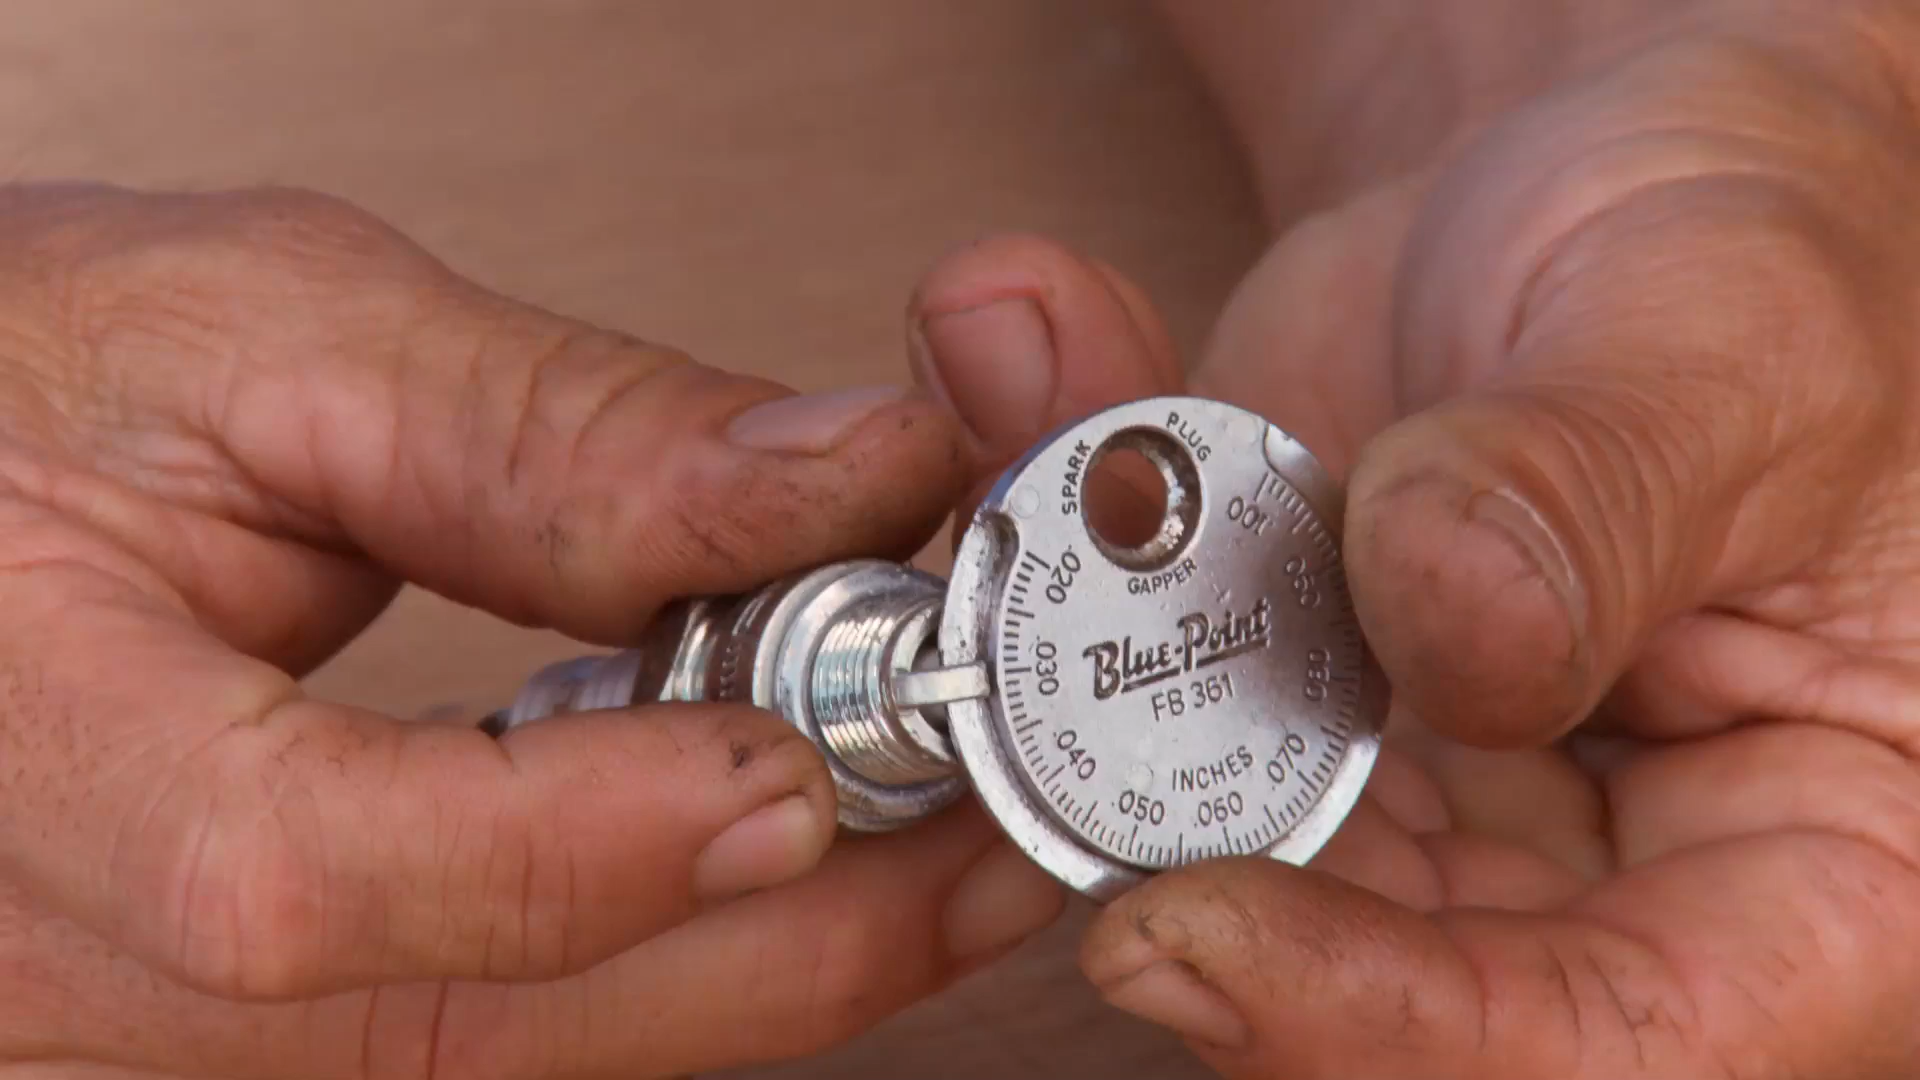 SPARK
PLUG
GAPPER
Blue-Point
FB 361
INCHES
.020
.030
.040
.050
.060
.070
.080
.090
.100